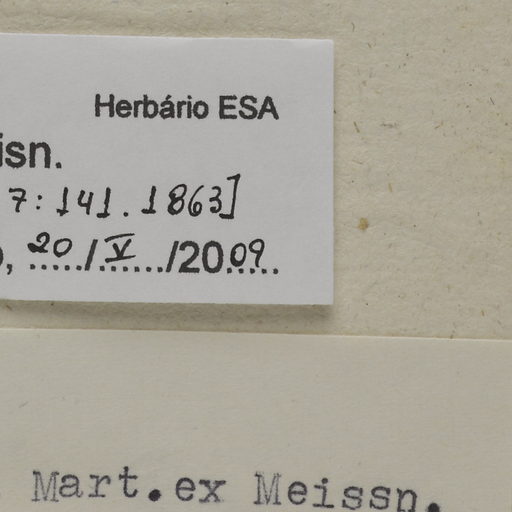 Herbário ESA
isn.
7:141.1863]
, 20/V/2009
Mart.ex Meissn.